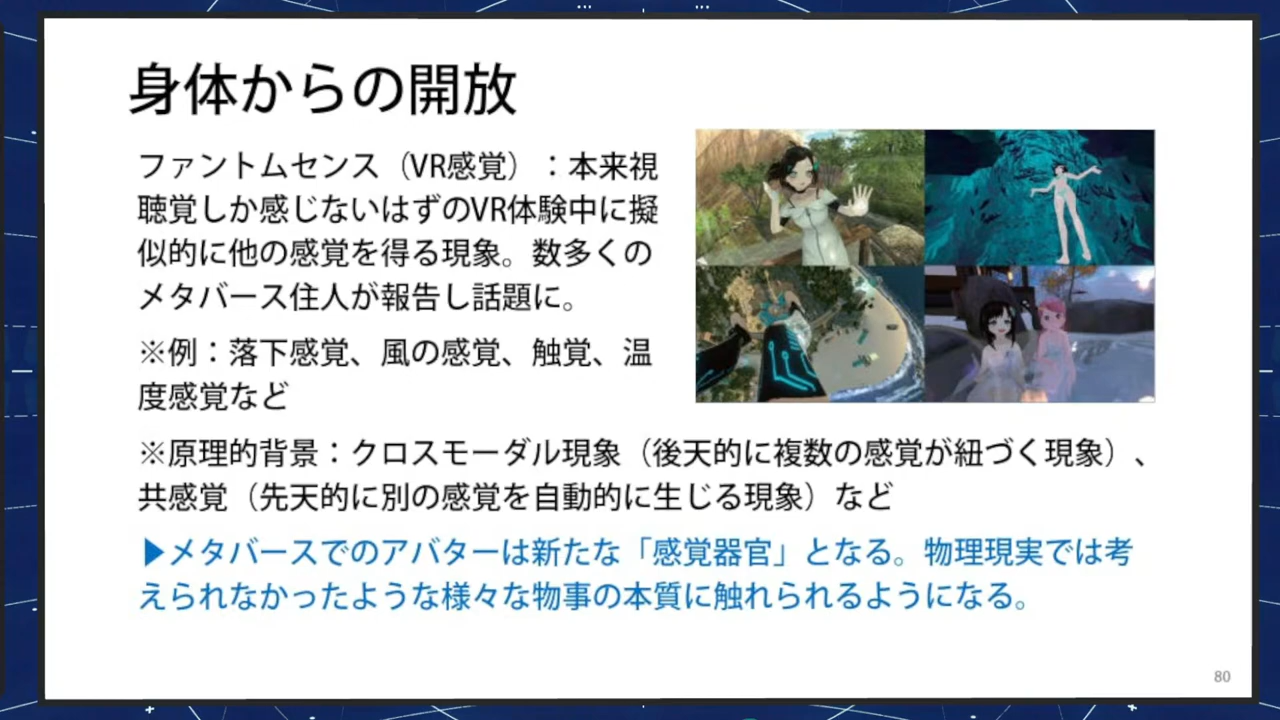 身体からの開放
ファントムセンス（VR感覚）：本来視
聴覚しか感じないはずのVR体験中に擬
似的に他の感覚を得る現象。数多くの
メタバース住人が報告し話題に。
※例：落下感覚、風の感覚、触覚、温
度感覚など
※原理的背景：クロスモーダル現象（後天的に複数の感覚が紐づく現象）、
共感覚（先天的に別の感覚を自動的に生じる現象）など
▶メタバースでのアバターは新たな「感覚器官」となる。物理現実では考
えられなかったような様々な物事の本質に触れられるようになる。
80